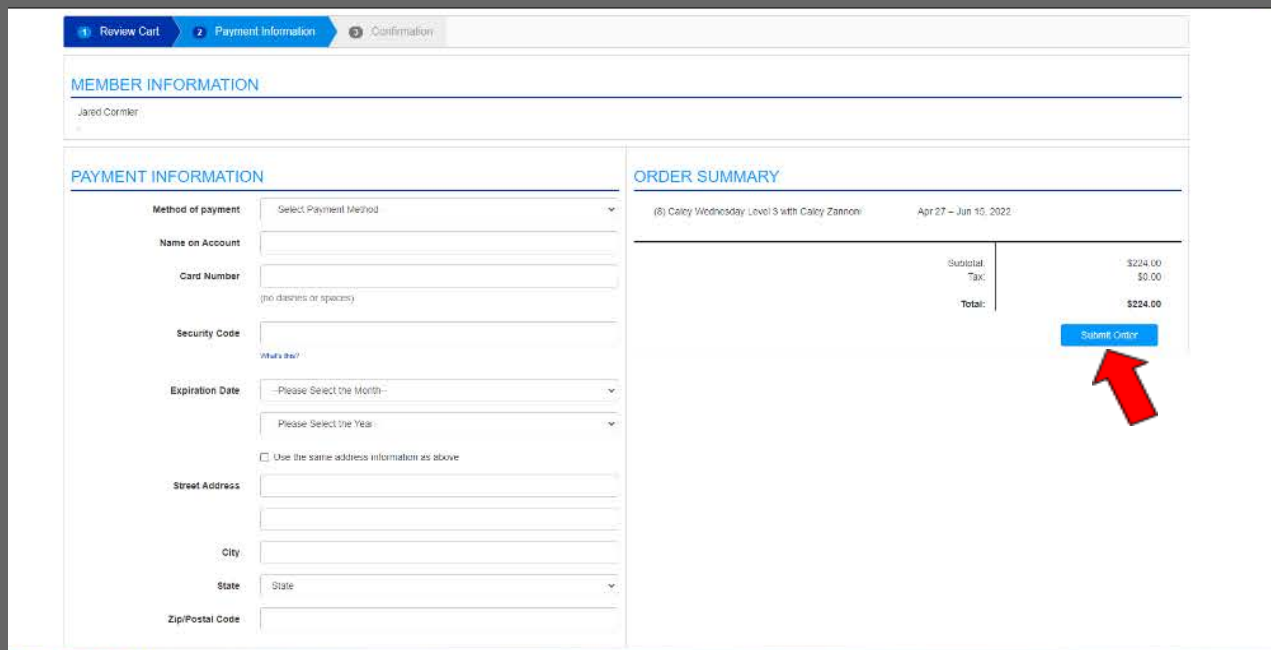 1 Review Cart
2 Payment Information
3 Confirmation
MEMBER INFORMATION
Jared Cormier
PAYMENT INFORMATION
Method of payment Select Payment Method
Name on Account
Card Number
(no dashes or spaces)
Security Code
What's this?
Expiration Date --Please Select the Month--
Please Select the Year
Use the same address information as above
Street Address
City
State State
Zip/Postal Code
ORDER SUMMARY
(8) Caley Wednesday Level 3 with Caley Zannoni Apr 27 – Jun 15, 2022
Subtotal: $224.00
Tax: $0.00
Total: $224.00
Submit Order